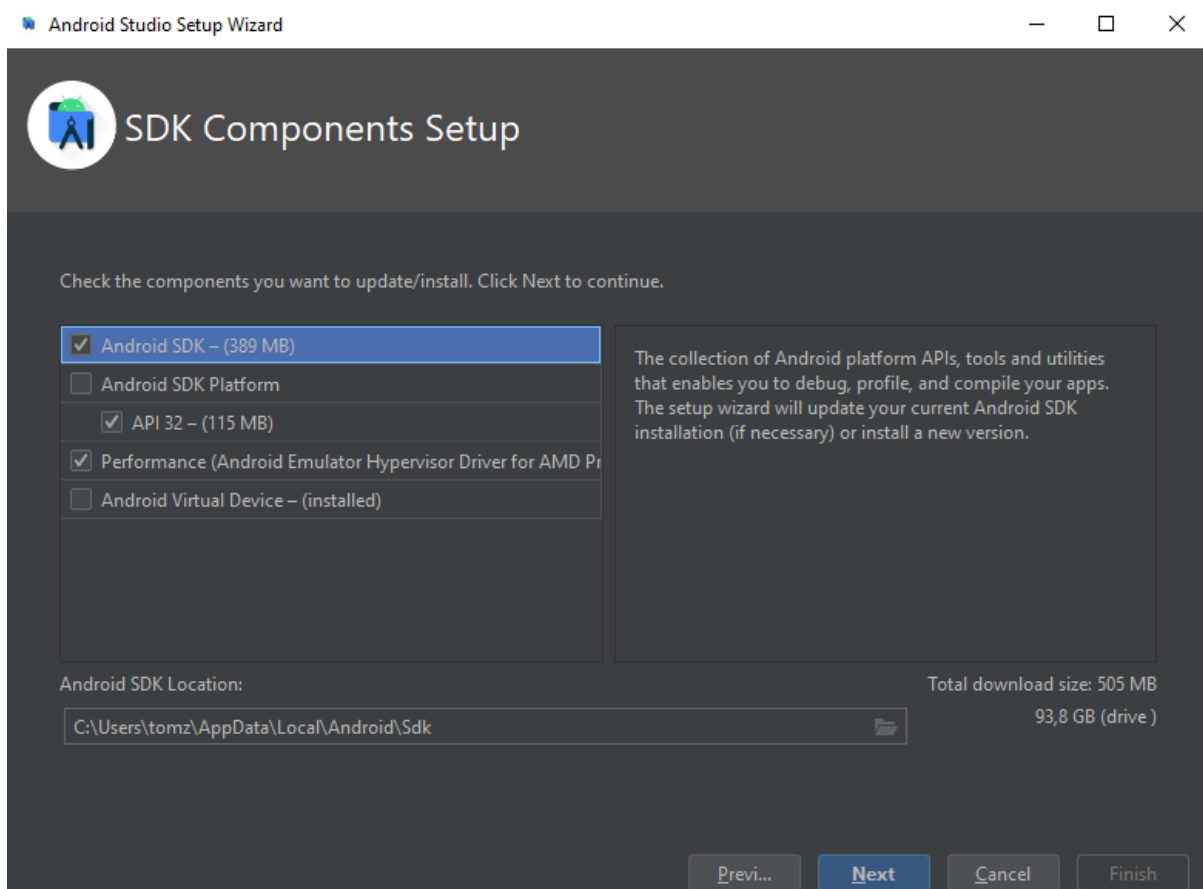 Android Studio Setup Wizard
SDK Components Setup
Check the components you want to update/install. Click Next to continue.
Android SDK – (389 MB)
Android SDK Platform
API 32 – (115 MB)
Performance (Android Emulator Hypervisor Driver for AMD Pr
Android Virtual Device – (installed)
The collection of Android platform APIs, tools and utilities
that enables you to debug, profile, and compile your apps.
The setup wizard will update your current Android SDK
installation (if necessary) or install a new version.
Android SDK Location:
Total download size: 505 MB
C:\Users\tomz\AppData\Local\Android\Sdk
93,8 GB (drive )
Previ...
Next
Cancel
Finish